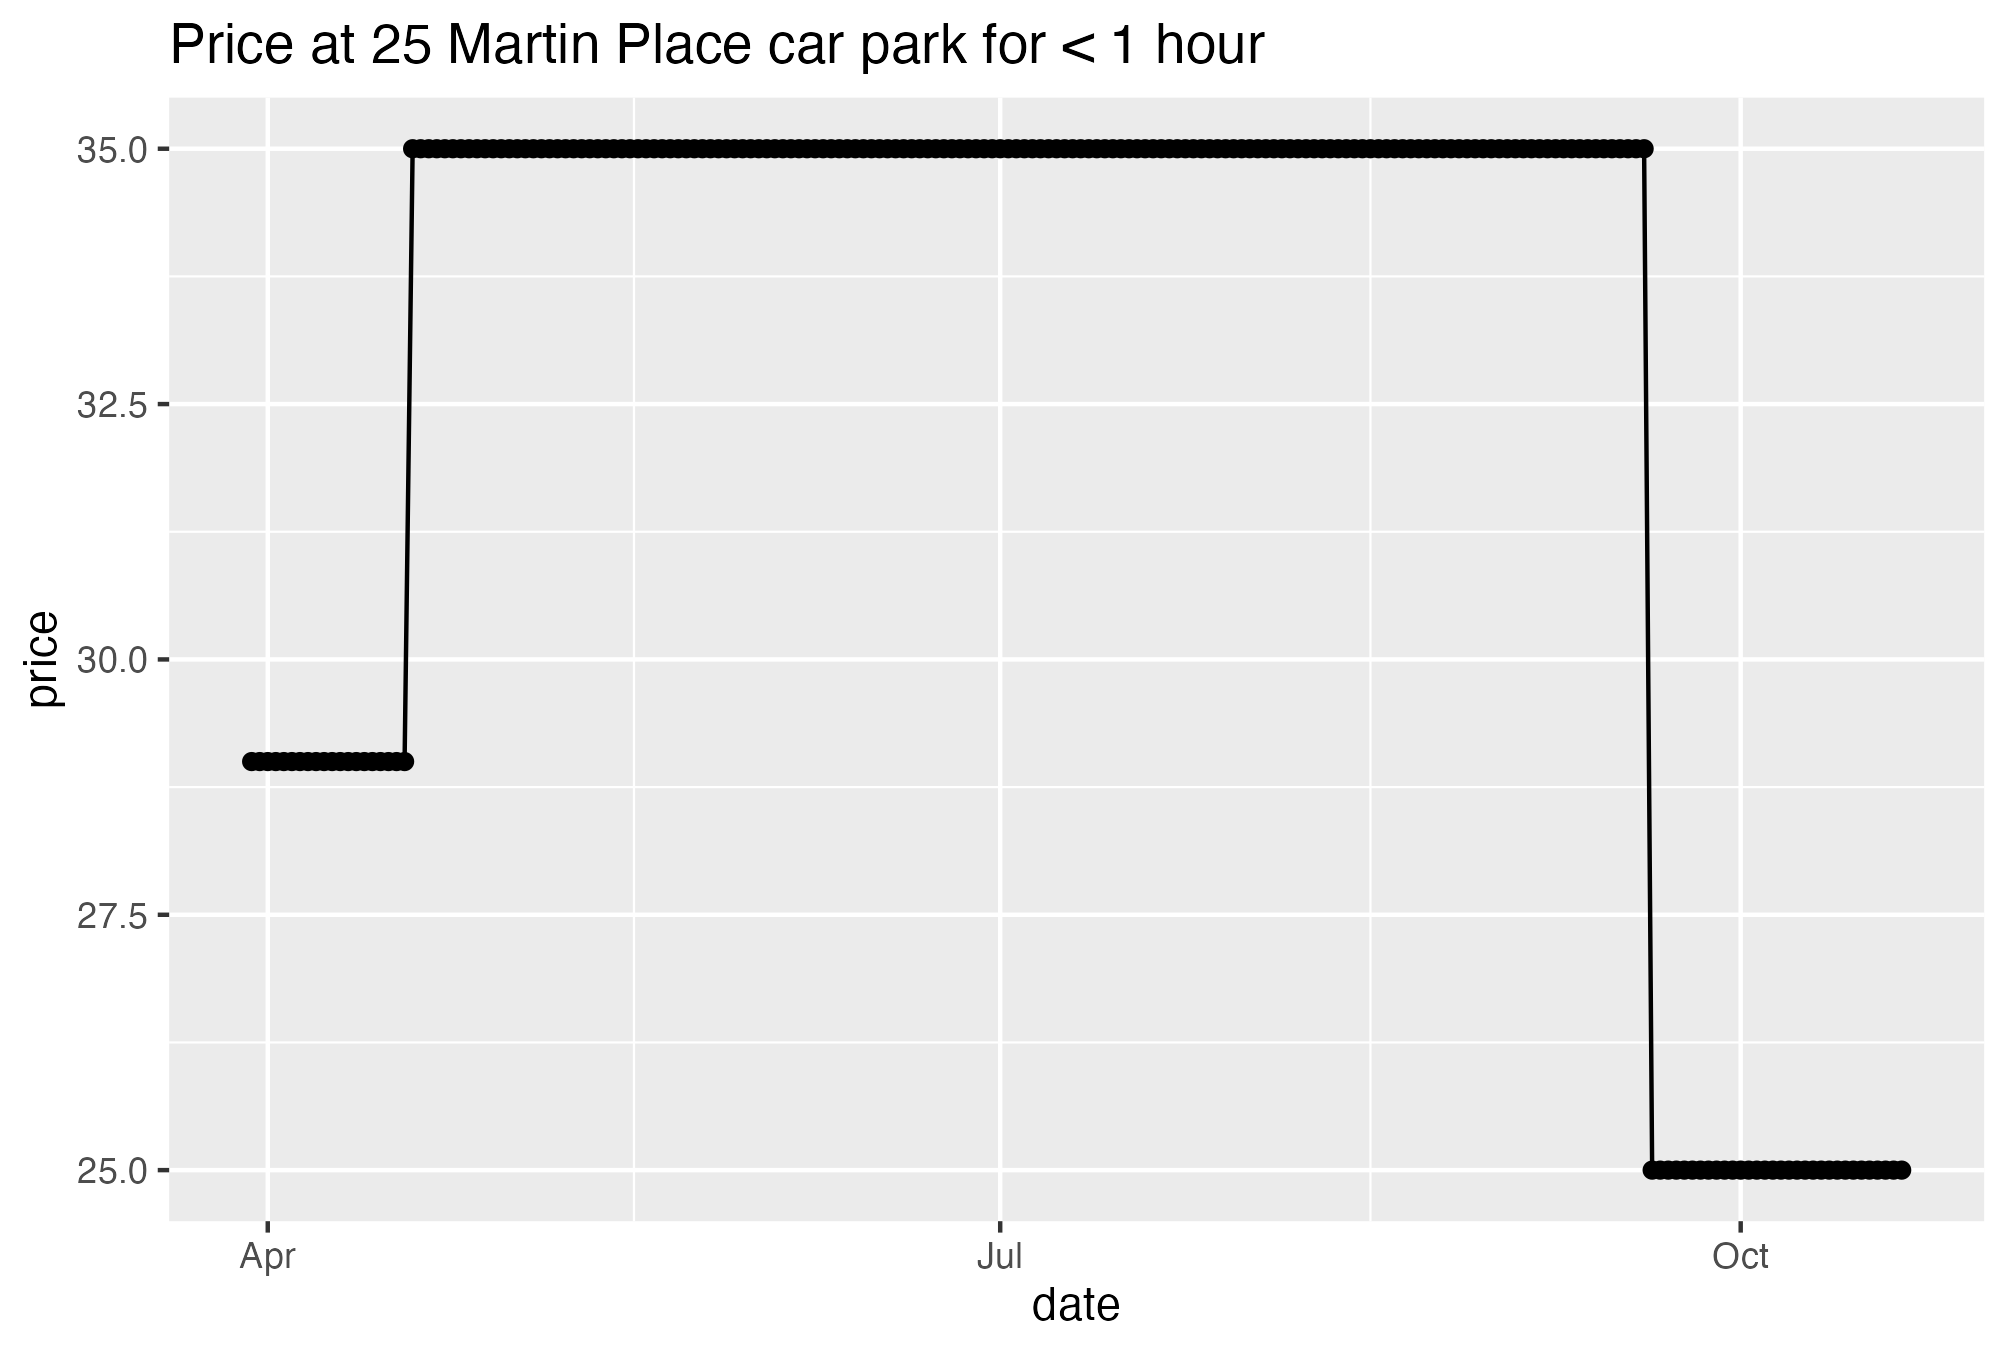 Price at 25 Martin Place car park for < 1 hour
35.0
32.5
30.0
27.5
25.0
price
Apr
Jul
Oct
date